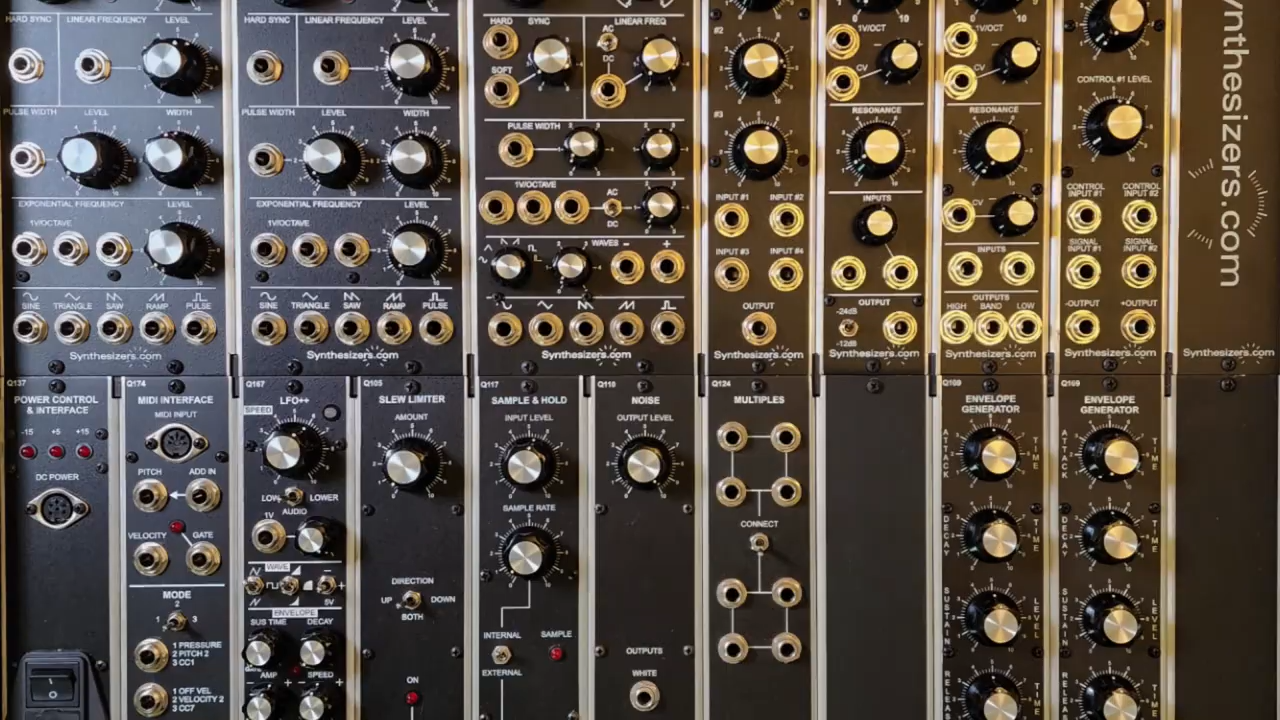 HARD SYNC LINEAR FREQUENCY LEVEL
PULSE WIDTH LEVEL WIDTH
EXPONENTIAL FREQUENCY
1V/OCTAVE LEVEL
SINE TRIANGLE SAW RAMP PULSE
Synthesizers.com
HARD SYNC LINEAR FREQUENCY LEVEL
PULSE WIDTH LEVEL WIDTH
EXPONENTIAL FREQUENCY
1V/OCTAVE LEVEL
SINE TRIANGLE SAW RAMP PULSE
Synthesizers.com
HARD SYNC LINEAR FREQ
AC
DC
SOFT
PULSE WIDTH
1V/OCTAVE AC
DC
WAVES - +
Synthesizers.com
#2
#3
INPUT #1 INPUT #2
INPUT #3 INPUT #4
OUTPUT
Synthesizers.com
0 10
1V/OCT
CV
RESONANCE
INPUTS
OUTPUT
-24dB
-12dB
Synthesizers.com
0 10
1V/OCT
CV
RESONANCE
CV
INPUTS
OUTPUTS
HIGH BAND LOW
Synthesizers.com
CONTROL #1 LEVEL
CONTROL INPUT #1 CONTROL INPUT #2
SIGNAL INPUT #1 SIGNAL INPUT #2
-OUTPUT +OUTPUT
Synthesizers.com
ynthesizers.com
Synthesizers.com
Q137
POWER CONTROL
& INTERFACE
-15 +5 +15
DC POWER
Q174
MIDI INTERFACE
MIDI INPUT
PITCH ADD IN
VELOCITY GATE
MODE
2
1 3
1 PRESSURE
2 PITCH 2
3 CC1
1 OFF VEL
2 VELOCITY 2
3 CC7
Q167
LFO++
SPEED
LOW LOWER
AUDIO
1V
WAVE - +
5V
ENVELOPE
SUS TIME DECAY
AMP + - SPEED +
Q105
SLEW LIMITER
AMOUNT
DIRECTION
UP DOWN
BOTH
ON
Q117
SAMPLE & HOLD
INPUT LEVEL
SAMPLE RATE
INTERNAL SAMPLE
EXTERNAL
Q118
NOISE
OUTPUT LEVEL
OUTPUTS
WHITE
Q124
MULTIPLES
CONNECT
Q109
ENVELOPE
GENERATOR
ATTACK TIME
DECAY TIME
SUSTAIN LEVEL
RELEAS TIME
Q109
ENVELOPE
GENERATOR
ATTACK TIME
DECAY TIME
SUSTAIN LEVEL
RELEAS TIME